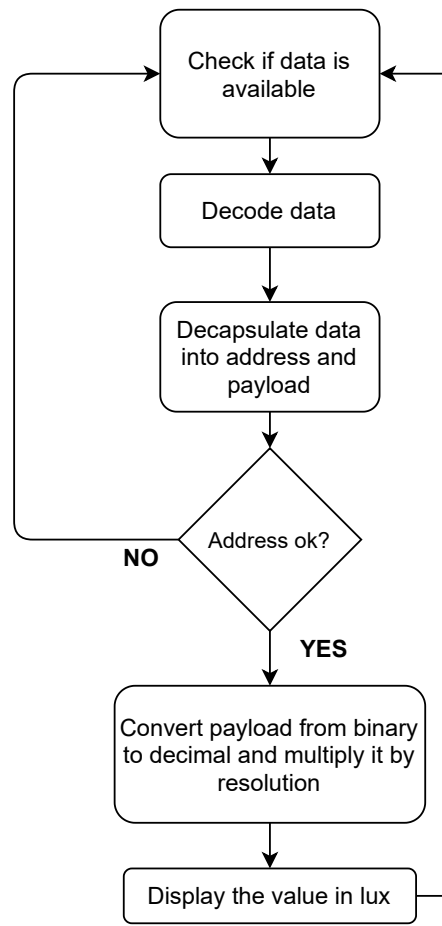 Check if data is
available
Decode data
Decapsulate data
into address and
payload
Address ok?
NO
YES
Convert payload from binary
to decimal and multiply it by
resolution
Display the value in lux